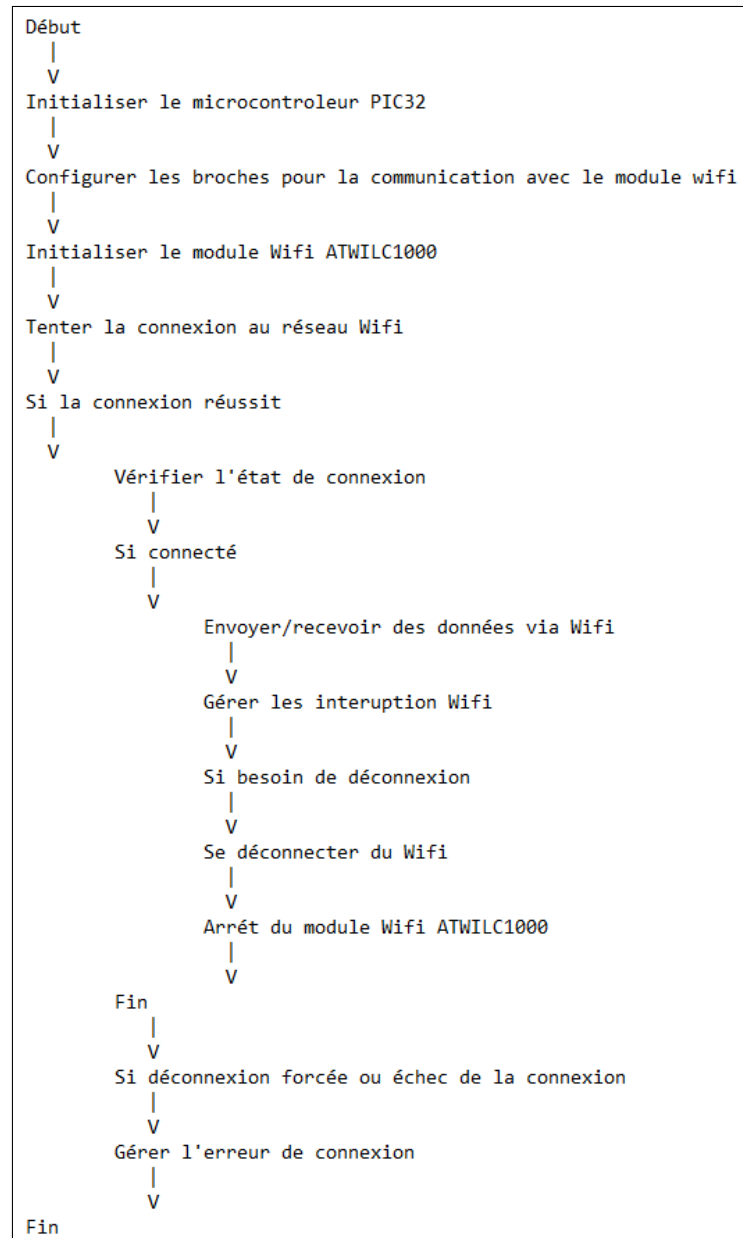 Début
|
V
Initialiser le microcontroleur PIC32
|
V
Configurer les broches pour la communication avec le module wifi
|
V
Initialiser le module Wifi ATWILC1000
|
V
Tenter la connexion au réseau Wifi
|
V
Si la connexion réussit
|
V
Vérifier l'état de connexion
|
V
Si connecté
|
V
Envoyer/recevoir des données via Wifi
|
V
Gérer les interuption Wifi
|
V
Si besoin de déconnexion
|
V
Se déconnecter du Wifi
|
V
Arrét du module Wifi ATWILC1000
|
V
Fin
|
V
Si déconnexion forcée ou échec de la connexion
|
V
Gérer l'erreur de connexion
|
V
Fin